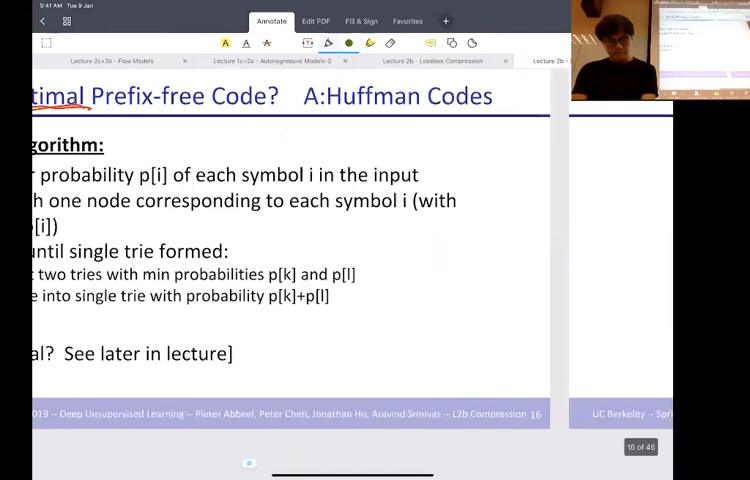 9:41 AM Tue 9 Jan
Annotate
Edit PDF
Fill & Sign
Favorites
+
Lecture 2c+3a - Flow Models
Lecture 1c+2a - Autoregressive Models-2
Lecture 2b - Lossless Compression
Lecture 2b - Loss
timal Prefix-free Code? A:Huffman Codes
gorithm:
r probability p[i] of each symbol i in the input
h one node corresponding to each symbol i (with
[i])
until single trie formed:
t two tries with min probabilities p[k] and p[l]
e into single trie with probability p[k]+p[l]
al? See later in lecture]
019 -- Deep Unsupervised Learning -- Pieter Abbeel, Peter Chen, Jonathan Ho, Aravind Srinivas -- L2b Compression 16
UC Berkeley -- Spri
16 of 46